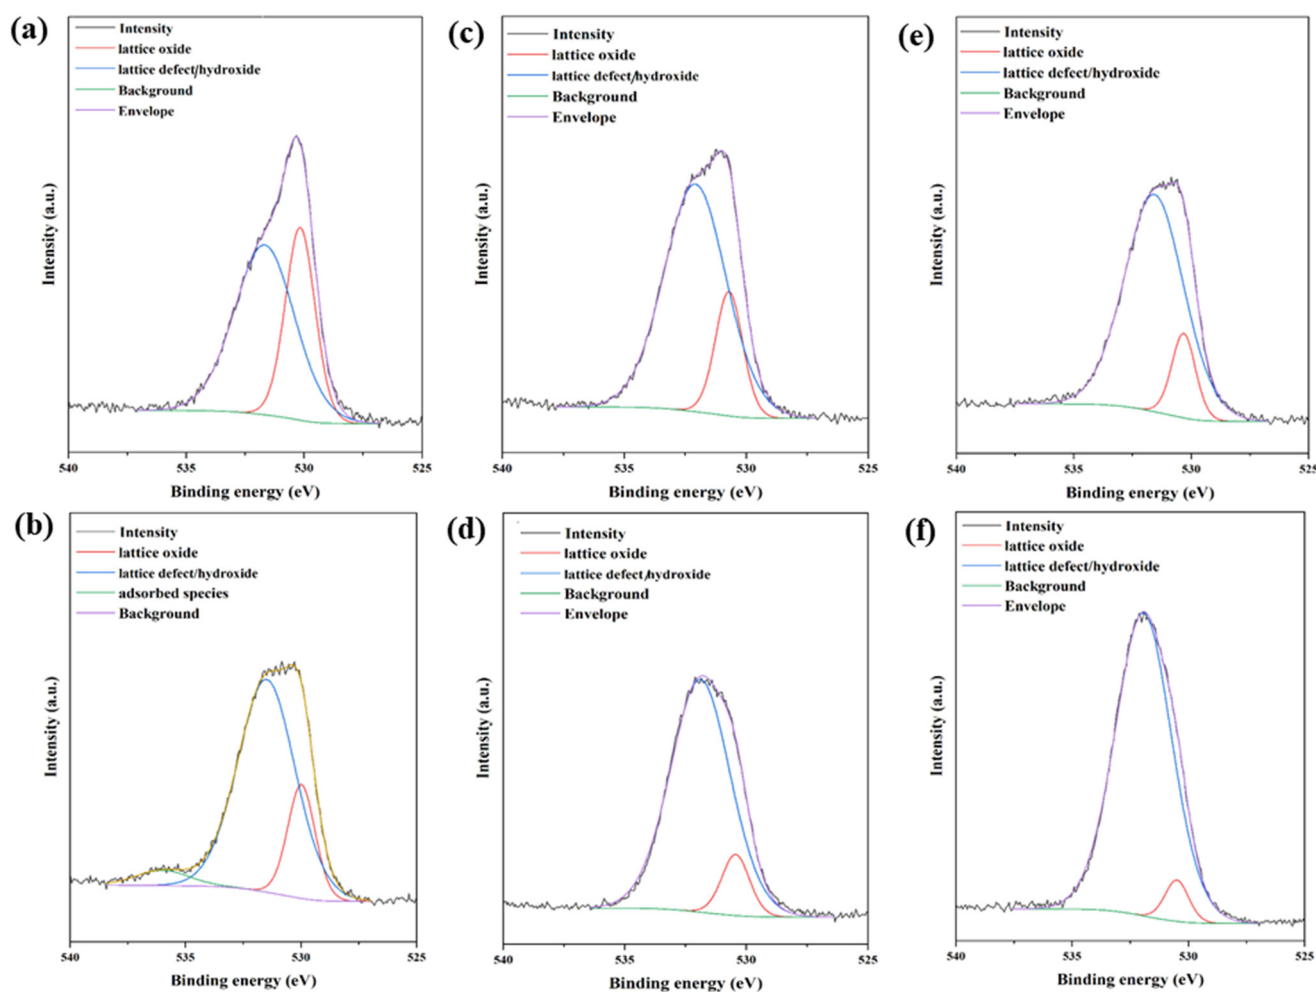 (a)
Intensity
lattice oxide
lattice defect/hydroxide
Background
Envelope
Intensity (a.u.)
540 535 530 525
Binding energy (eV)
(c)
Intensity
lattice oxide
lattice defect/hydroxide
Background
Envelope
Intensity (a.u.)
540 535 530 525
Binding energy (eV)
(e)
Intensity
lattice oxide
lattice defect/hydroxide
Background
Envelope
Intensity (a.u.)
540 535 530 525
Binding energy (eV)
(b)
Intensity
lattice oxide
lattice defect/hydroxide
adsorbed species
Background
Intensity (a.u.)
540 535 530 525
Binding energy (eV)
(d)
Intensity
lattice oxide
lattice defect/hydroxide
Background
Envelope
Intensity (a.u.)
540 535 530 525
Binding energy (eV)
(f)
Intensity
lattice oxide
lattice defect/hydroxide
Background
Envelope
Intensity (a.u.)
540 535 530 525
Binding energy (eV)